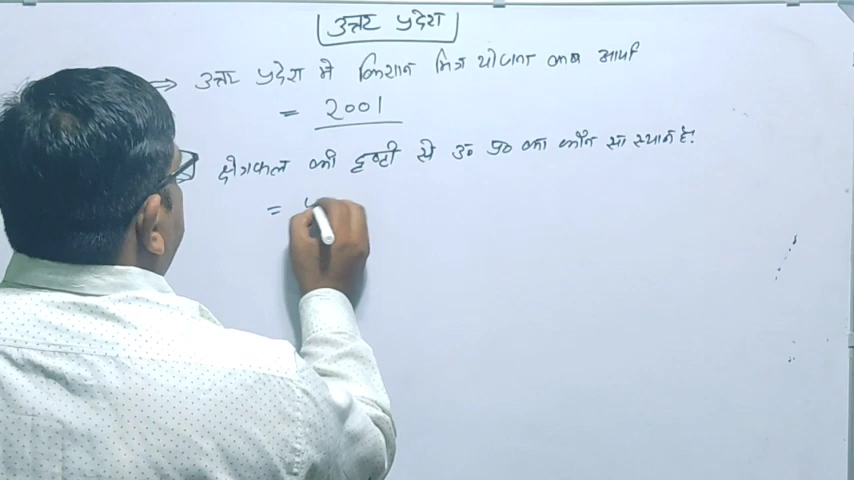 उत्तर प्रदेश
⇒ उत्तर प्रदेश मे किसान मित्र योजना कब आयी
= 2001
क्षेत्रफल की दृष्टी से उ० प्र० का कौन सा स्थान है?
=